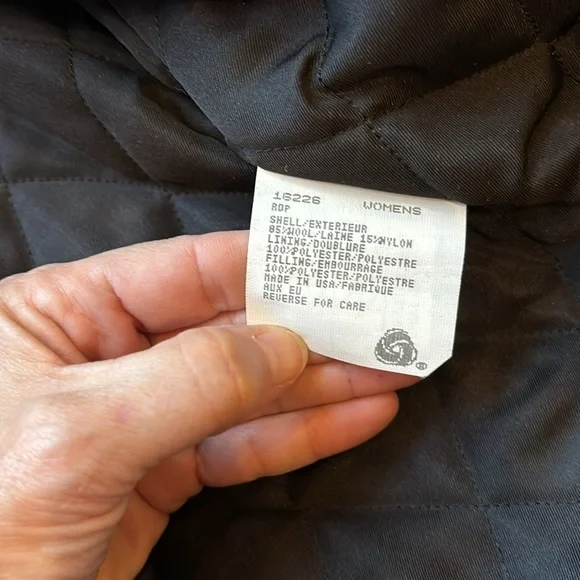 16226 WOMENS
RDP
SHELL/EXTERIEUR
85%WOOL/LAINE 15%NYLON
LINING/DOUBLURE
100%POLYESTER/POLYESTRE
FILLING/EMBOURRAGE
100%POLYESTER/POLYESTRE
MADE IN USA/FABRIQUE
AUX EU
REVERSE FOR CARE
®